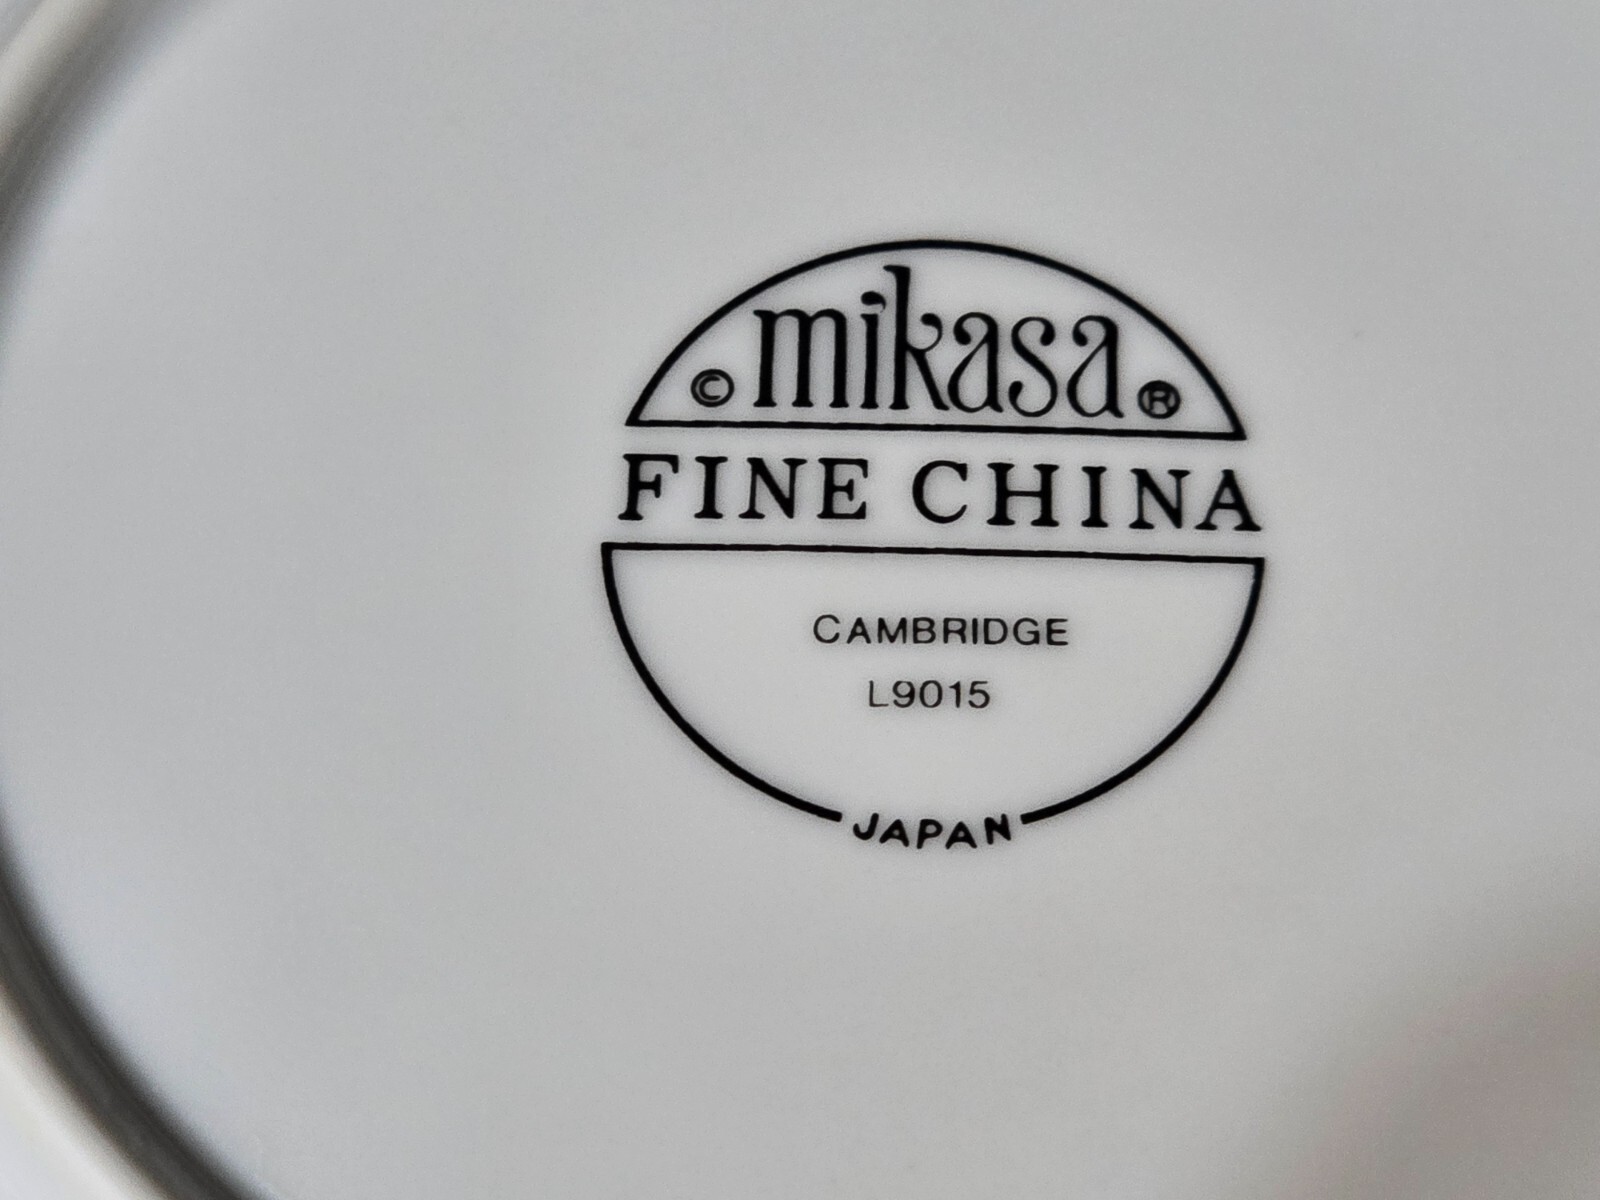 © mikasa ®
FINE CHINA
CAMBRIDGE
L9015
JAPAN